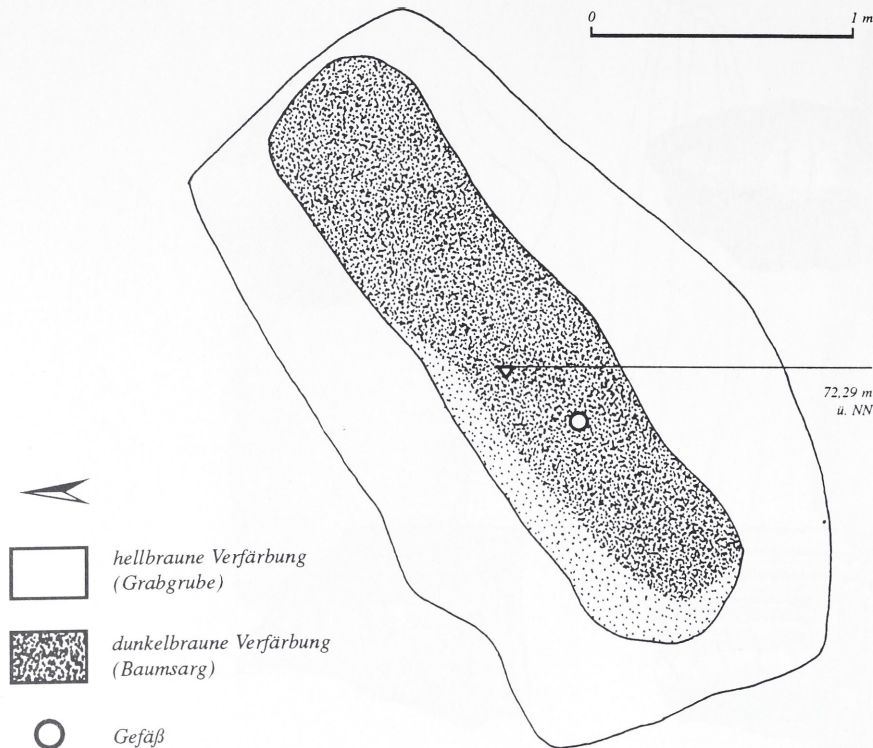 0 1 m
72,29 m
ü. NN
hellbraune Verfärbung
(Grabgrube)
dunkelbraune Verfärbung
(Baumsarg)
Gefäß